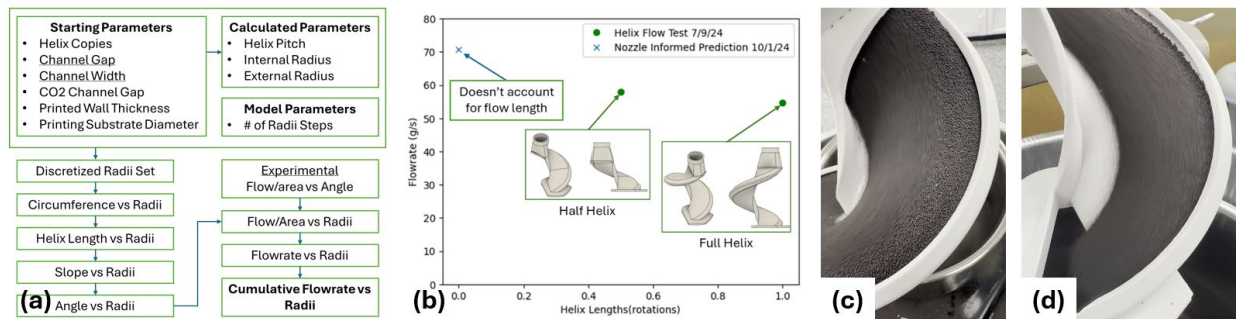 Starting Parameters
• Helix Copies
• Channel Gap
• Channel Width
• CO2 Channel Gap
• Printed Wall Thickness
• Printing Substrate Diameter
Calculated Parameters
• Helix Pitch
• Internal Radius
• External Radius
Model Parameters
• # of Radii Steps
Discretized Radii Set
Circumference vs Radii
Helix Length vs Radii
Slope vs Radii
Angle vs Radii
Experimental
Flow/area vs Angle
Flow/Area vs Radii
Flowrate vs Radii
Cumulative Flowrate vs
Radii
(a)
(b)
Flowrate (g/s)
80
70
60
50
40
30
20
10
0
Helix Flow Test 7/9/24
Nozzle Informed Prediction 10/1/24
Doesn't account
for flow length
Half Helix
Full Helix
0.0
0.2
0.4
0.6
0.8
1.0
Helix Lengths(rotations)
(c)
(d)